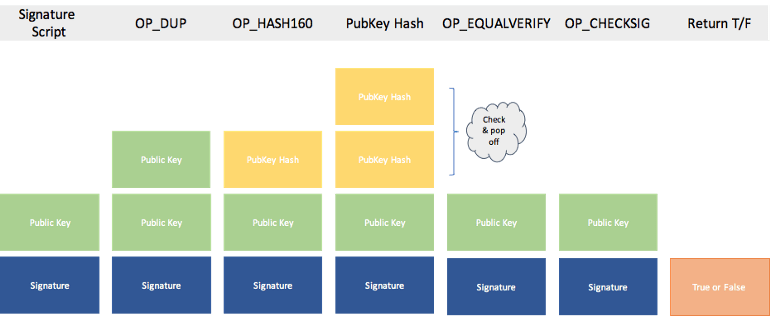 Signature
Script
OP_DUP
OP_HASH160
PubKey Hash
OP_EQUALVERIFY
OP_CHECKSIG
Return T/F
PubKey Hash
Check
& pop
off
Public Key
PubKey Hash
PubKey Hash
Public Key
Public Key
Public Key
Public Key
Public Key
Public Key
Signature
Signature
Signature
Signature
Signature
Signature
True or False